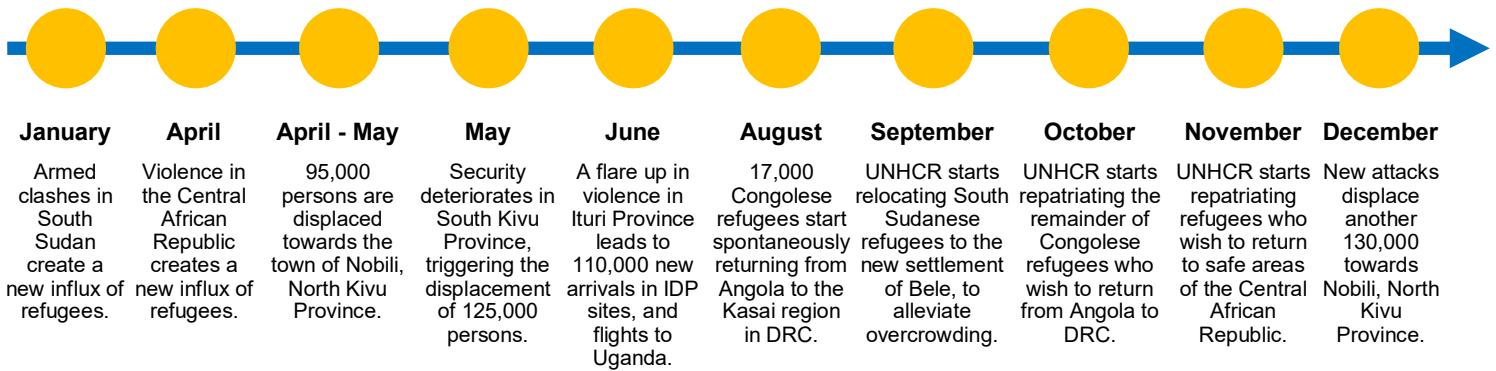 January
Armed
clashes in
South
Sudan
create a
new influx of
refugees.
April
Violence in
the Central
African
Republic
creates a
new influx of
refugees.
April - May
95,000
persons are
displaced
towards the
town of Nobili,
North Kivu
Province.
May
Security
deteriorates in
South Kivu
Province,
triggering the
displacement
of 125,000
persons.
June
A flare up in
violence in
Ituri Province
leads to
110,000 new
arrivals in IDP
sites, and
flights to
Uganda.
August
17,000
Congolese
refugees start
spontaneously
returning from
Angola to the
Kasai region
in DRC.
September
UNHCR starts
relocating South
Sudanese
refugees to the
new settlement
of Bele, to
alleviate
overcrowding.
October
UNHCR starts
repatriating the
remainder of
Congolese
refugees who
wish to return
from Angola to
DRC.
November
UNHCR starts
repatriating
refugees who
wish to return
to safe areas
of the Central
African
Republic.
December
New attacks
displace
another
130,000
towards
Nobili, North
Kivu
Province.